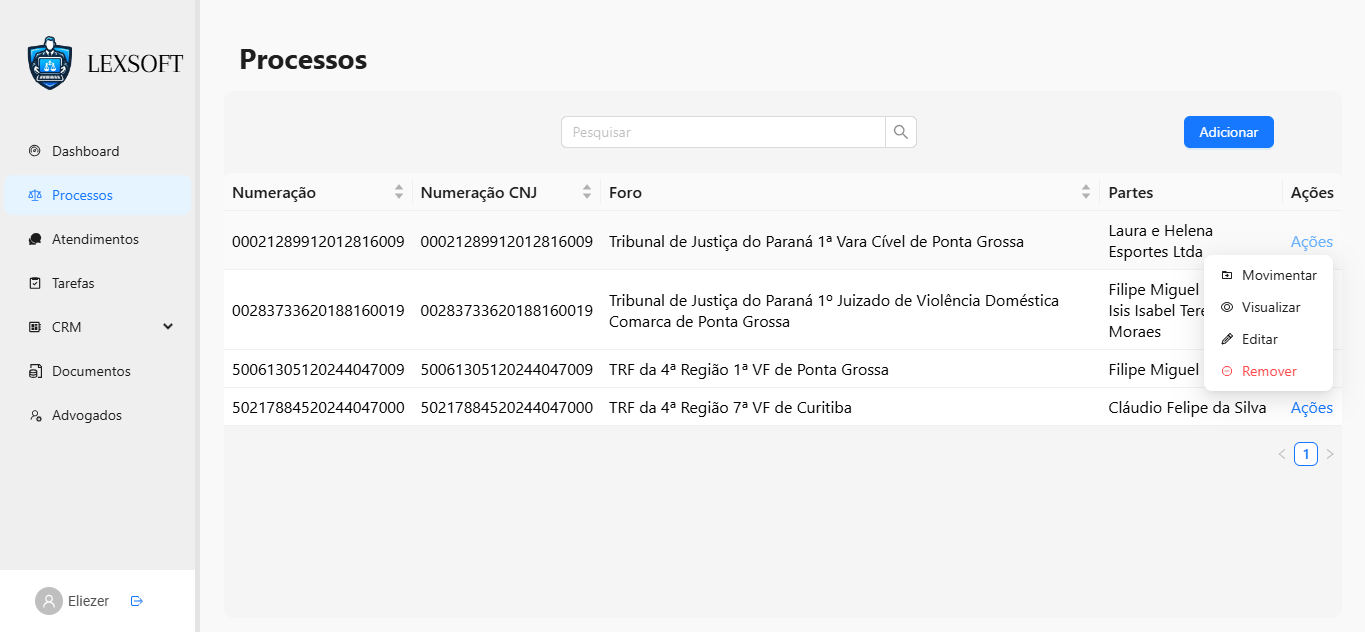 LEXSOFT
Dashboard
Processos
Atendimentos
Tarefas
CRM
Documentos
Advogados
Eliezer
Processos
Pesquisar
Adicionar
Numeração Numeração CNJ Foro Partes Ações
00021289912012816009 00021289912012816009 Tribunal de Justiça do Paraná 1ª Vara Cível de Ponta Grossa Laura e Helena
Esportes Ltda
Ações
Movimentar
Visualizar
Editar
Remover
00283733620188160019 00283733620188160019 Tribunal de Justiça do Paraná 1º Juizado de Violência Doméstica
Comarca de Ponta Grossa
Filipe Miguel
Isis Isabel
Moraes
50061305120244047009 50061305120244047009 TRF da 4ª Região 1ª VF de Ponta Grossa Filipe Miguel
50217884520244047000 50217884520244047000 TRF da 4ª Região 7ª VF de Curitiba Cláudio Felipe da Silva Ações
1